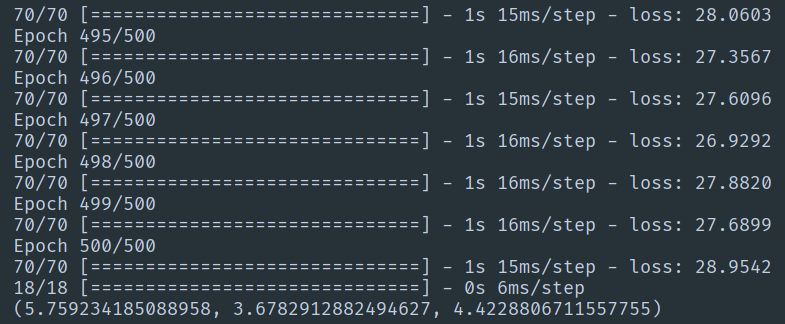 70/70 [==============================] - 1s 15ms/step - loss: 28.0603
Epoch 495/500
70/70 [==============================] - 1s 16ms/step - loss: 27.3567
Epoch 496/500
70/70 [==============================] - 1s 15ms/step - loss: 27.6096
Epoch 497/500
70/70 [==============================] - 1s 16ms/step - loss: 26.9292
Epoch 498/500
70/70 [==============================] - 1s 16ms/step - loss: 27.8820
Epoch 499/500
70/70 [==============================] - 1s 16ms/step - loss: 27.6899
Epoch 500/500
70/70 [==============================] - 1s 15ms/step - loss: 28.9542
18/18 [==============================] - 0s 6ms/step
(5.759234185088958, 3.6782912882494627, 4.4228806711557755)